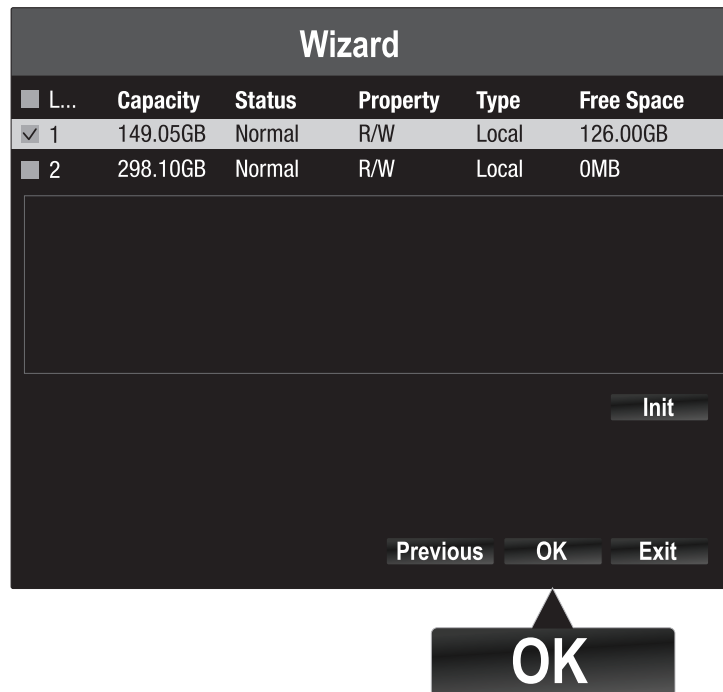 Wizard
L... Capacity Status Property Type Free Space
1 149.05GB Normal R/W Local 126.00GB
2 298.10GB Normal R/W Local 0MB
Init
Previous OK Exit
OK